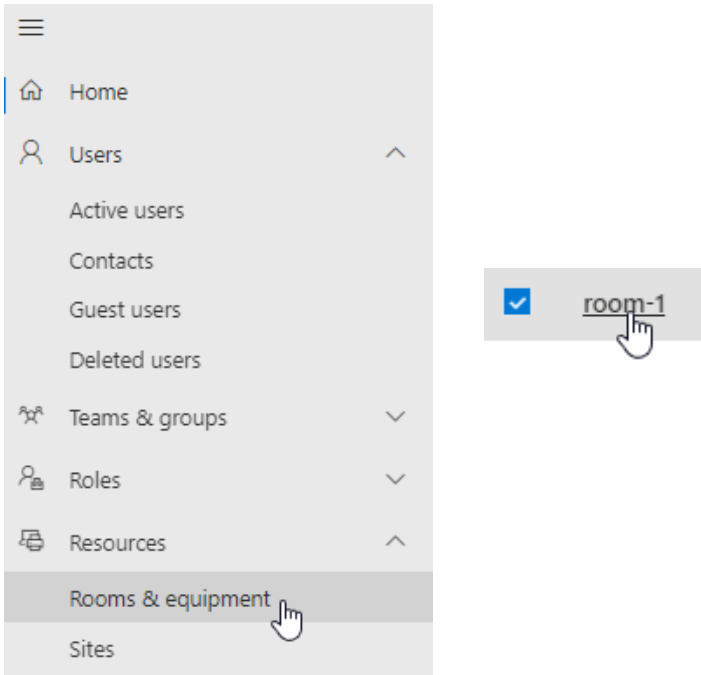 Home
Users
Active users
Contacts
Guest users
Deleted users
Teams & groups
Roles
Resources
Rooms & equipment
Sites
room-1